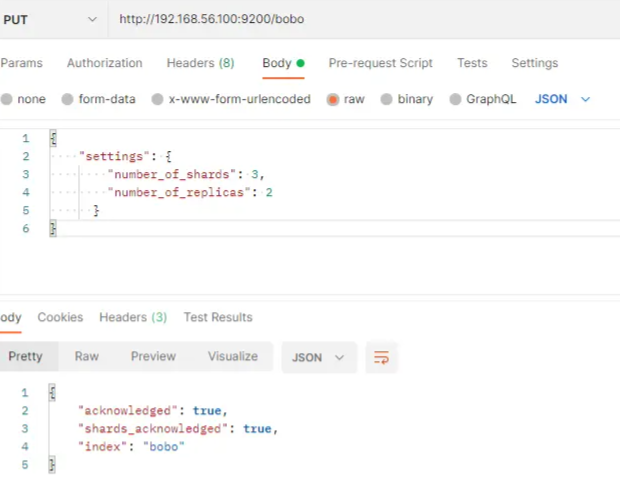 PUT http://192.168.56.100:9200/bobo
Params Authorization Headers (8) Body Pre-request Script Tests Settings
none form-data x-www-form-urlencoded raw binary GraphQL JSON
1 {
2 "settings": {
3 "number_of_shards": 3,
4 "number_of_replicas": 2
5 }
6 }
ody Cookies Headers (3) Test Results
Pretty Raw Preview Visualize JSON
1 {
2 "acknowledged": true,
3 "shards_acknowledged": true,
4 "index": "bobo"
5 }